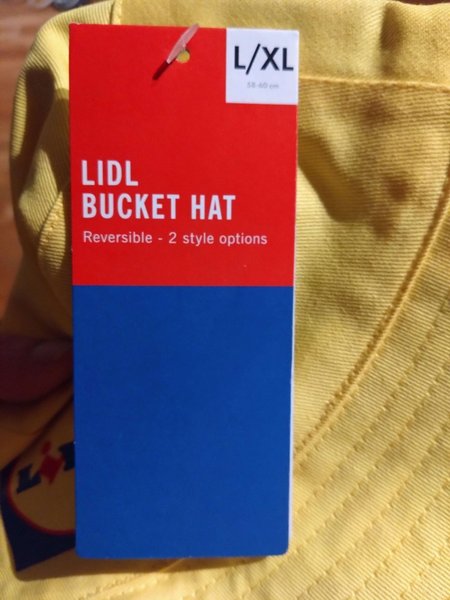 L/XL
58-60 cm
LIDL
BUCKET HAT
Reversible - 2 style options